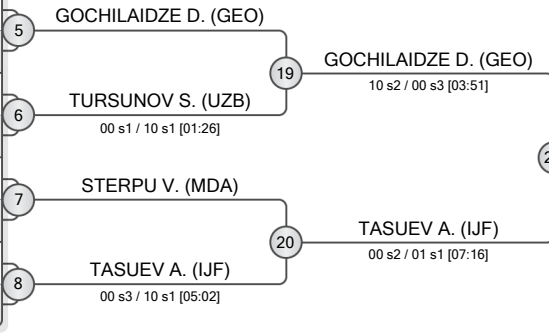 GOCHILAIDZE D. (GEO)
5
19
GOCHILAIDZE D. (GEO)
10 s2 / 00 s3 [03:51]
TURSUNOV S. (UZB)
6
00 s1 / 10 s1 [01:26]
STERPU V. (MDA)
7
20
TASUEV A. (IJF)
00 s2 / 01 s1 [07:16]
TASUEV A. (IJF)
8
00 s3 / 10 s1 [05:02]